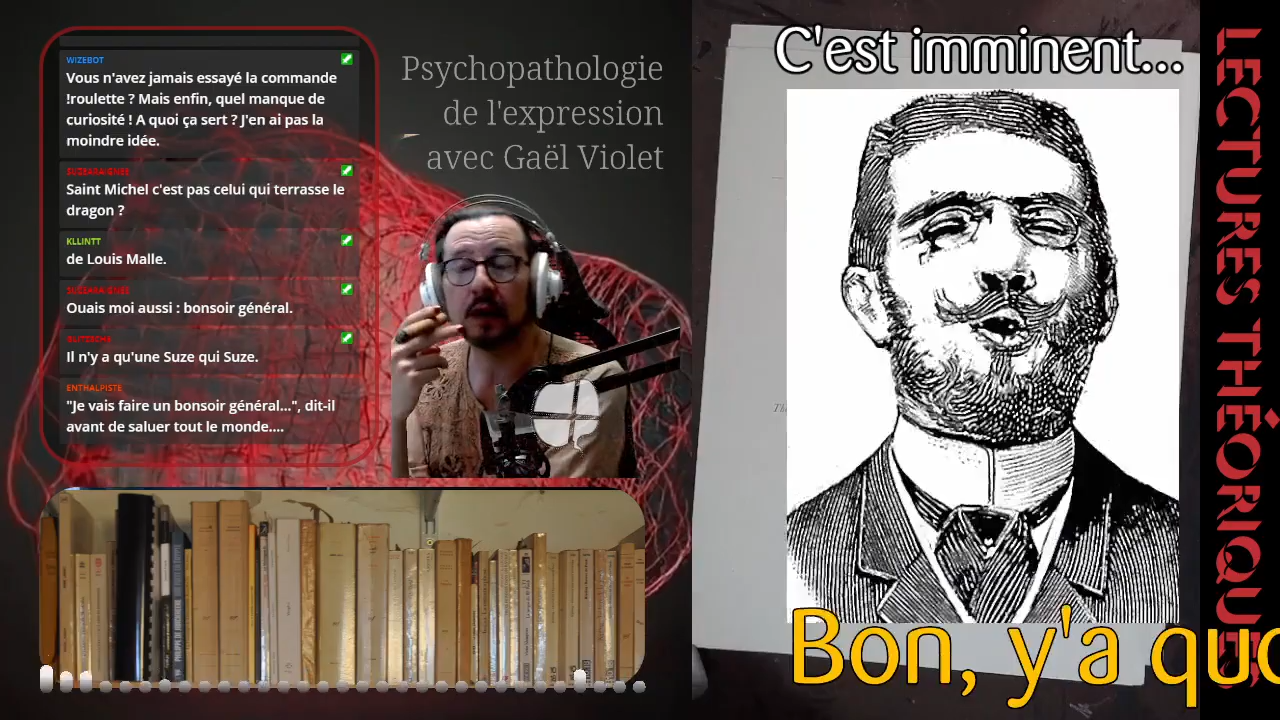 WIZEBOT
Vous n'avez jamais essayé la commande
!roulette ? Mais enfin, quel manque de
curiosité ! A quoi ça sert ? J'en ai pas la
moindre idée.
SUZEARAIGNEE
Saint Michel c'est pas celui qui terrasse le
dragon ?
KLLINTT
de Louis Malle.
SUZEARAIGNEE
Ouais moi aussi : bonsoir général.
Il n'y a qu'une Suze qui Suze.
ENTHALPISTE
"Je vais faire un bonsoir général...", dit-il
avant de saluer tout le monde....
Psychopathologie
de l'expression
avec Gaël Violet
C'est imminent...
Bon, y'a quo
LECTURES THÉORIQUES